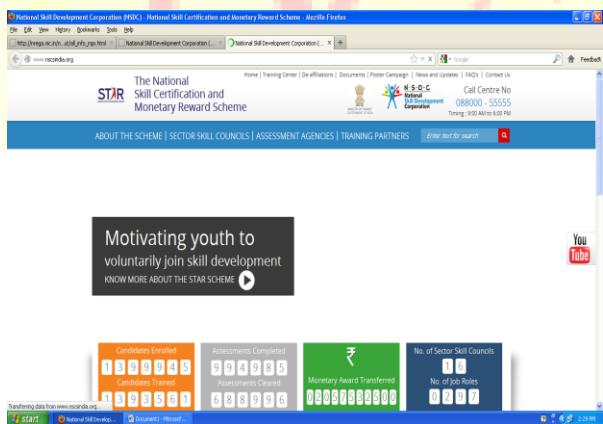 National Skill Development Corporation (NSDC) - National Skill Certification and Monetary Reward Scheme - Mozilla Firefox
File Edit View History Bookmarks Tools Help
National Skill Development Corporation (... National Skill Development Corporation (...
www.nscsindia.org
Google
Feedback
Home | Training Center | De affiliations | Documents | Poster Campaign | News and Updates | FAQ's | Contact Us
STAR
The National
Skill Certification and
Monetary Reward Scheme
N·S·D·C
National
Skill Development
Corporation
Call Centre No
088000 - 55555
Timing : 9:00 AM to 6:00 PM
ABOUT THE SCHEME | SECTOR SKILL COUNCILS | ASSESSMENT AGENCIES | TRAINING PARTNERS
Enter text for search
Motivating youth to
voluntarily join skill development
KNOW MORE ABOUT THE STAR SCHEME
You
Tube
Candidates Enrolled
1399945
Candidates Trained
1393561
Assessments Completed
994985
Assessments Cleared
688996
₹
Monetary Award Transferred
02057532500
No. of Sector Skill Councils
16
No. of Job Roles
0297
Transferring data from www.nscsindia.org...
start
National Skill Develop...
Document1 - Microsof...
2:29 PM